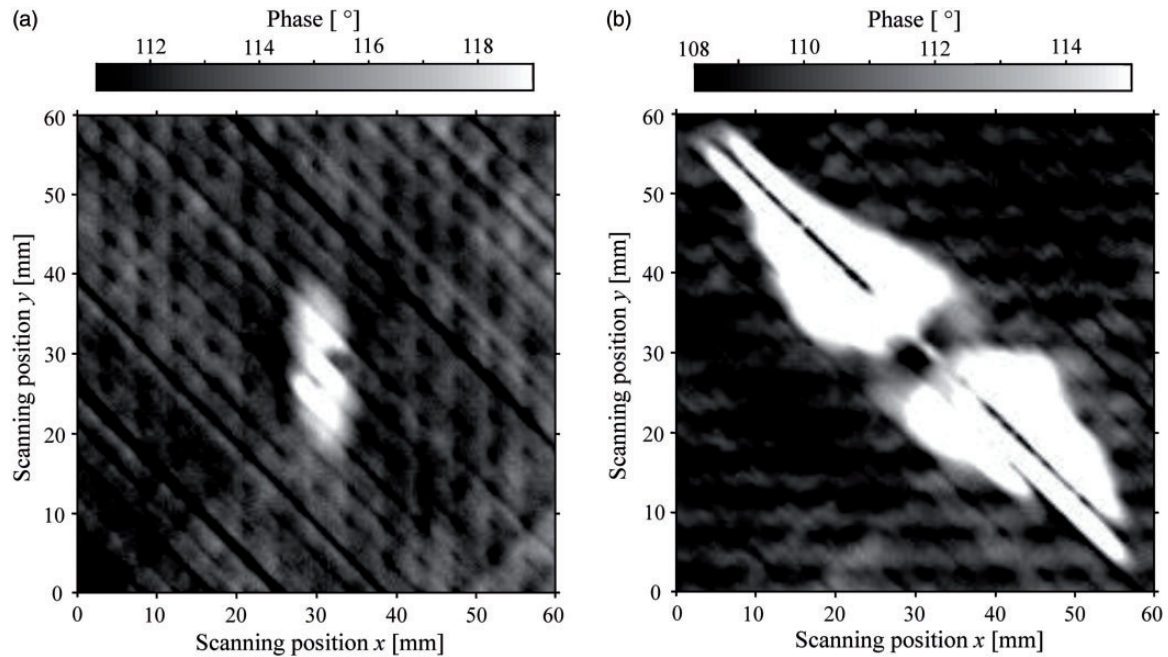 (a)
Phase [ ° ]
112 114 116 118
60
50
40
30
20
10
0
0 10 20 30 40 50 60
Scanning position y [mm]
Scanning position x [mm]
(b)
Phase [ ° ]
108 110 112 114
60
50
40
30
20
10
0
0 10 20 30 40 50 60
Scanning position y [mm]
Scanning position x [mm]